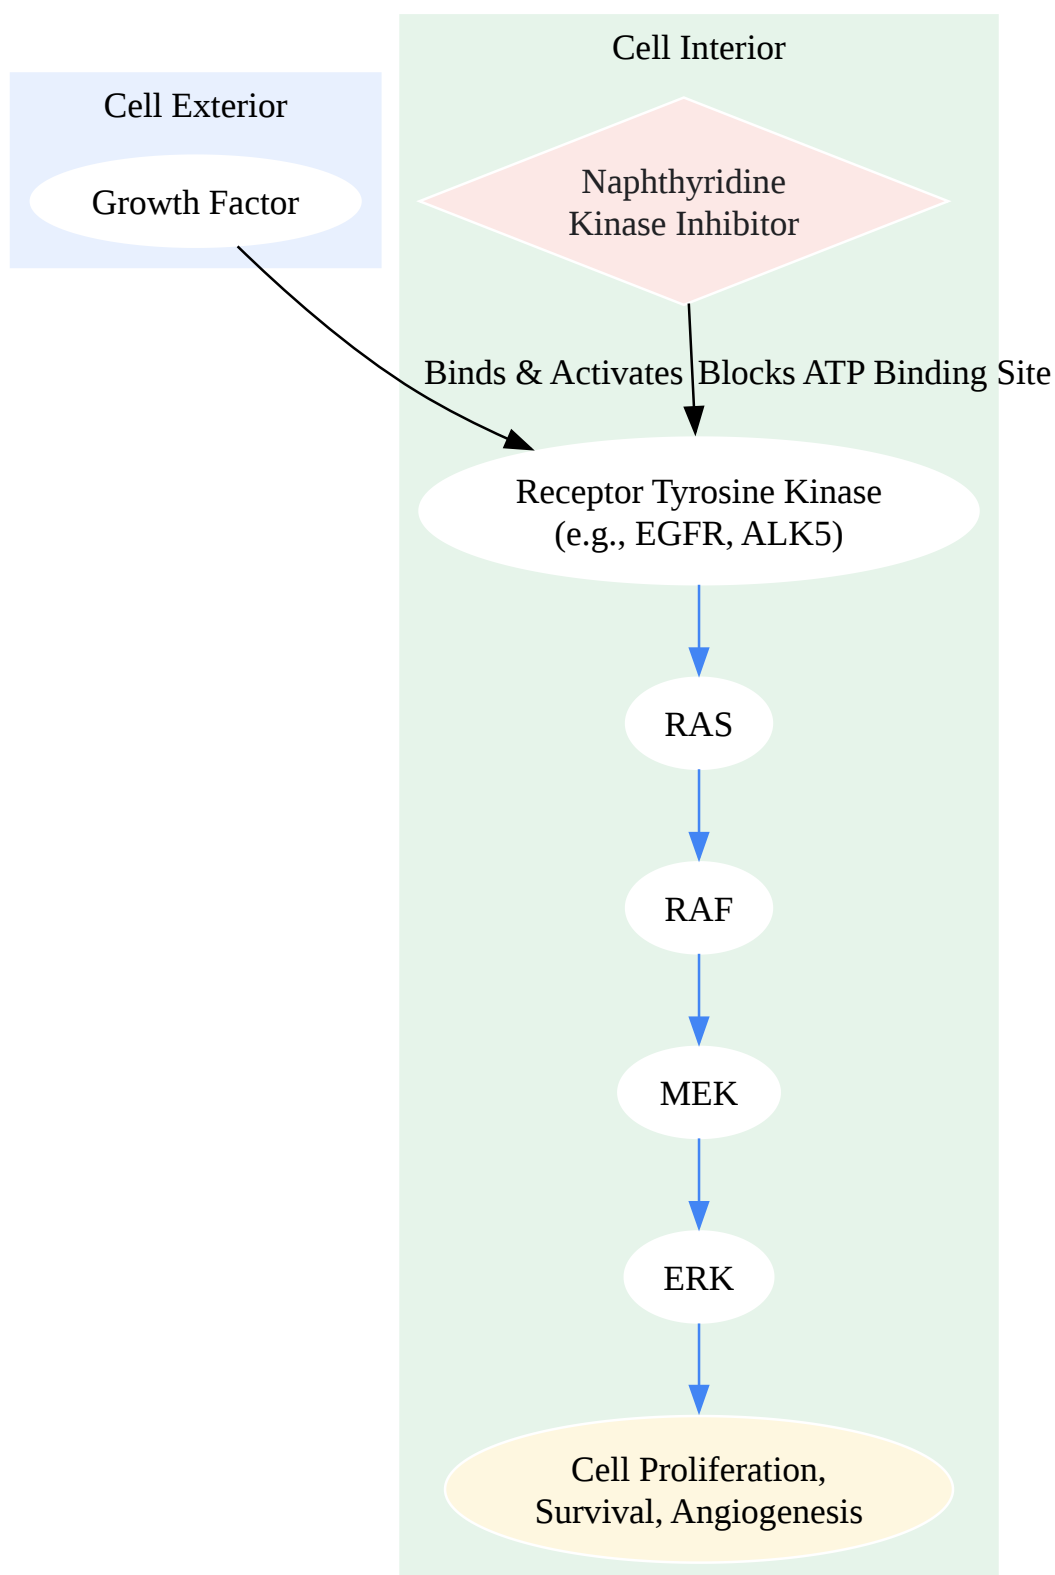 Cell Interior
Cell Exterior
Growth Factor
Naphthyridine
Kinase Inhibitor
Binds & Activates
Blocks ATP Binding Site
Receptor Tyrosine Kinase
(e.g., EGFR, ALK5)
RAS
RAF
MEK
ERK
Cell Proliferation,
Survival, Angiogenesis